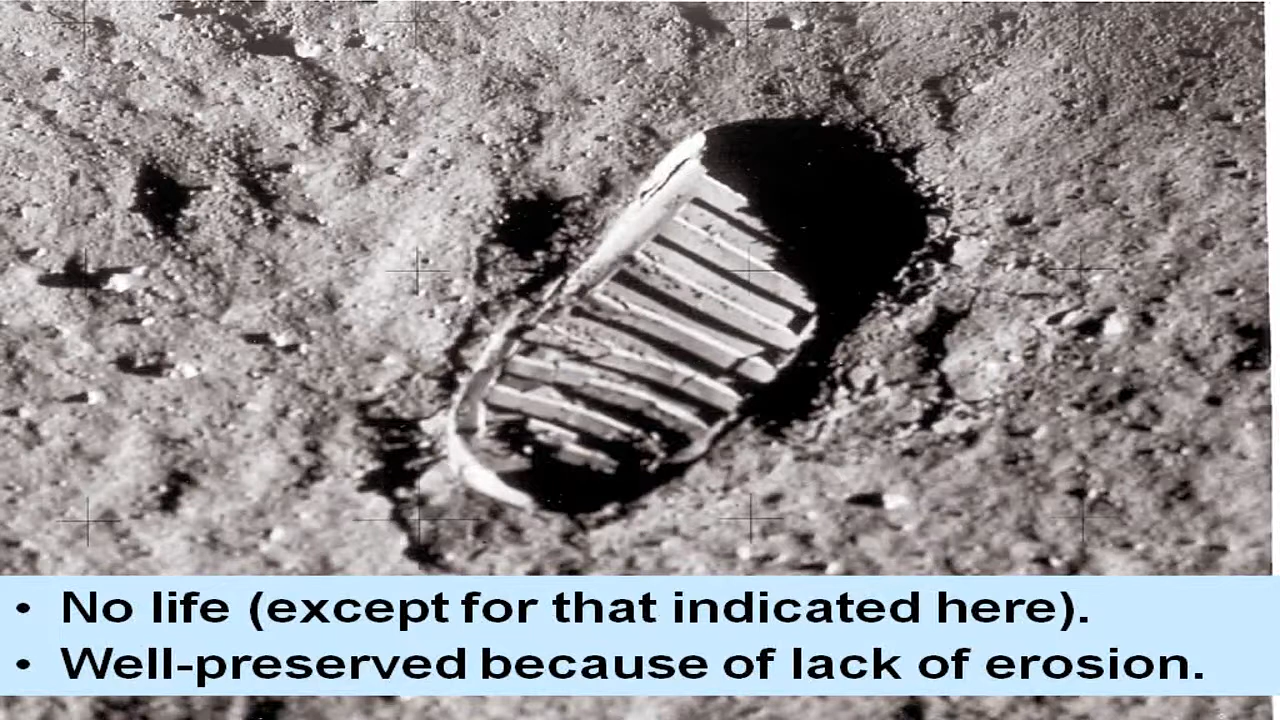 • No life (except for that indicated here).
• Well-preserved because of lack of erosion.